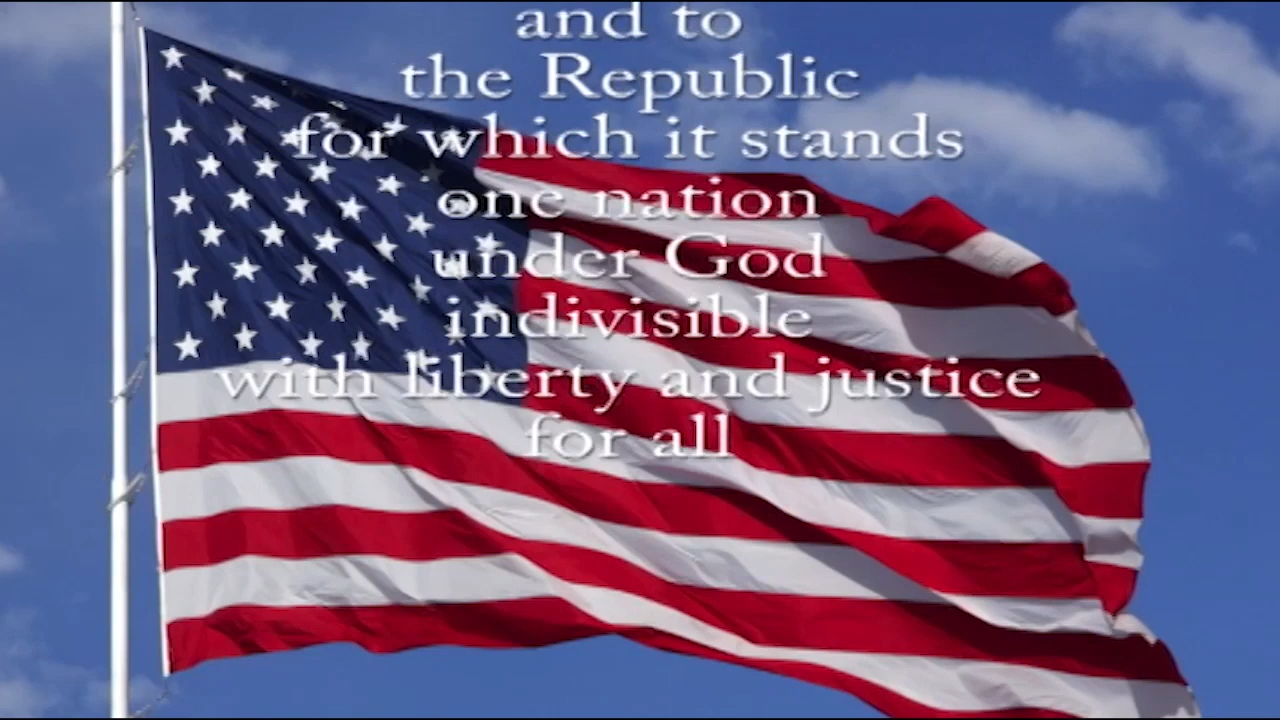 and to
the Republic
for which it stands
one nation
under God
indivisible
with liberty and justice
for all